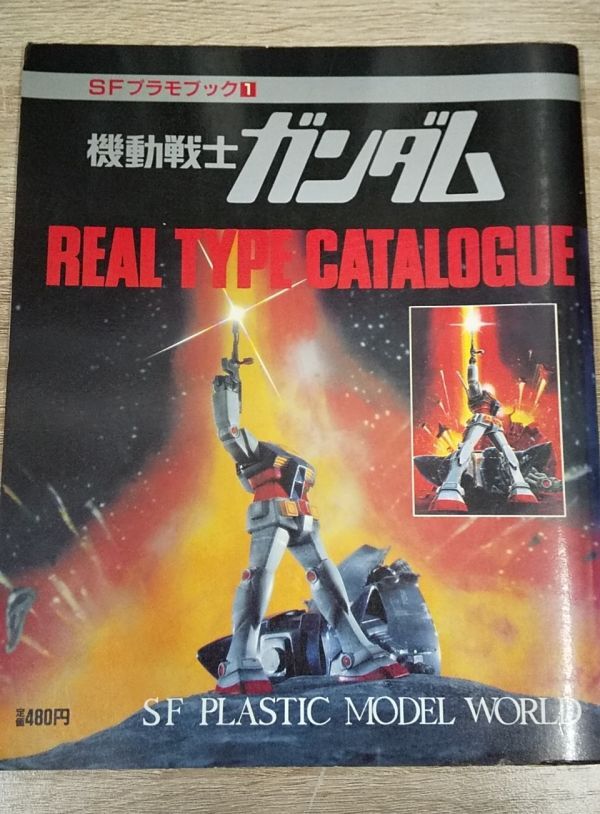 SFプラモブック1
機動戦士ガンダム
REAL TYPE CATALOGUE
定価480円
SF PLASTIC MODEL WORLD